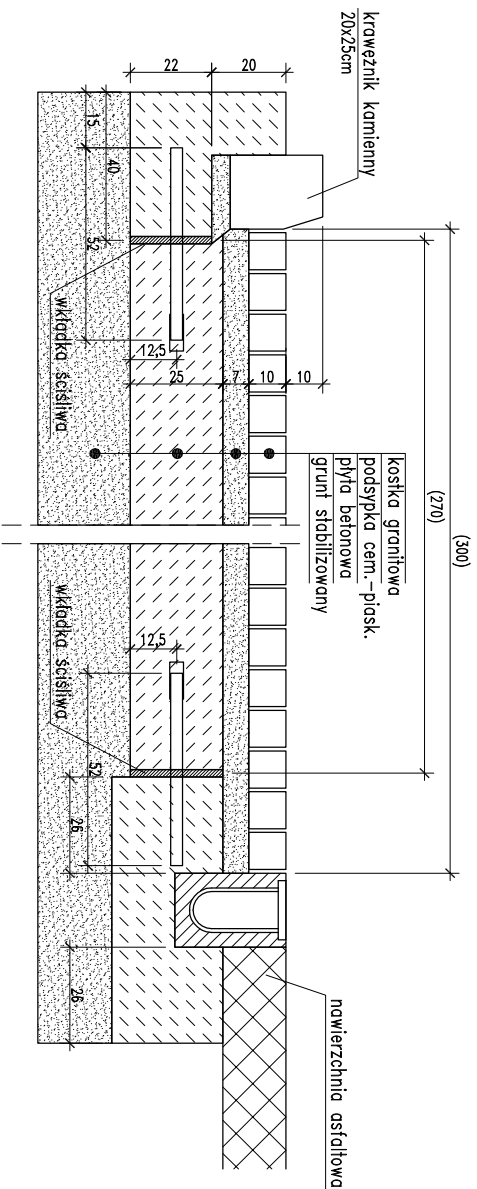 krawężnik kamienny
20x25cm
22
20
15
40
52
wkładka ściśliwa
12,5
25
7
10
10
(300)
(270)
kostka granitowa
podsypka cem.–piask.
płyta betonowa
grunt stabilizowany
12,5
wkładka ściśliwa
52
26
26
nawierzchnia asfaltowa